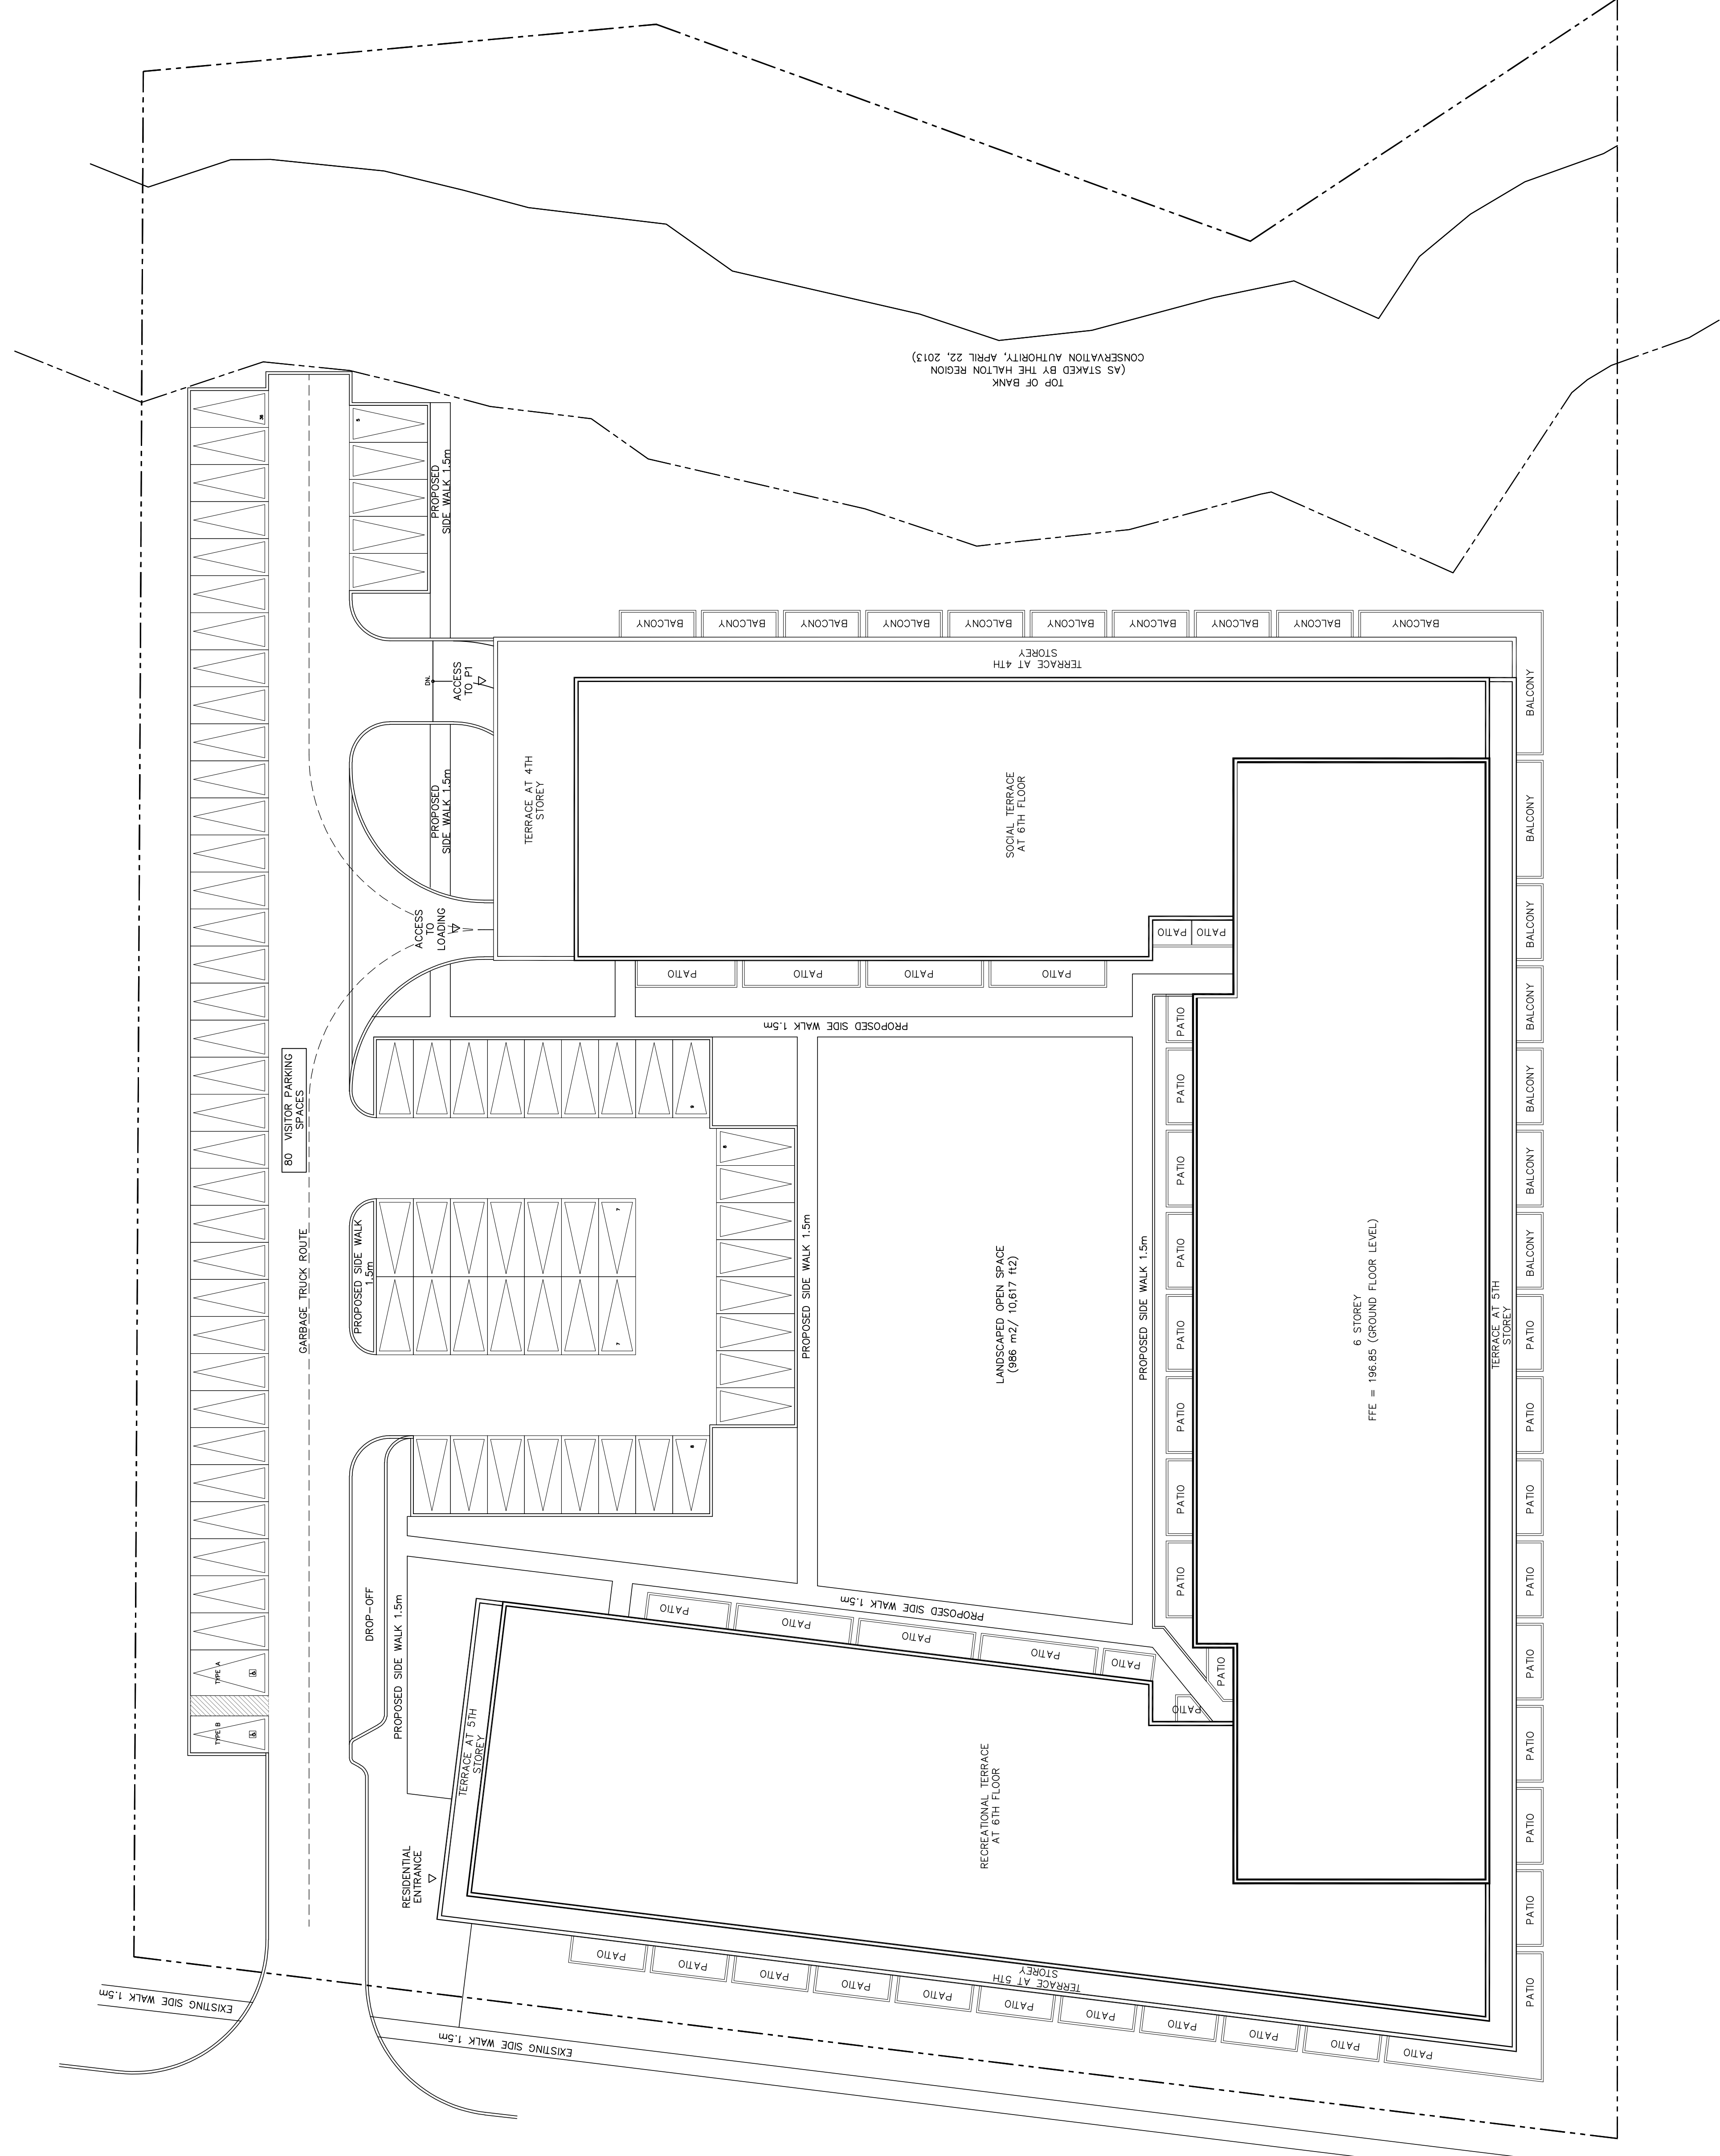 CONSERVATION AUTHORITY, APRIL 22, 2013)
(AS STAKED BY THE HALTON REGION
TOP OF BANK
5
PROPOSED
SIDE WALK 1.5m
BALCONY
BALCONY
BALCONY
BALCONY
BALCONY
BALCONY
BALCONY
BALCONY
BALCONY
BALCONY
TERRACE AT 4TH
STOREY
DN.
ACCESS
TO P1
BALCONY
PROPOSED
SIDE WALK 1.5m
TERRACE AT 4TH
STOREY
SOCIAL TERRACE
AT 6TH FLOOR
BALCONY
ACCESS
TO
LOADING
PATIO
PATIO
BALCONY
PATIO
PATIO
PATIO
PATIO
PROPOSED SIDE WALK 1.5m
PATIO
BALCONY
80 VISITOR PARKING
SPACES
9
PATIO
BALCONY
8
PATIO
BALCONY
GARBAGE TRUCK ROUTE
PROPOSED SIDE WALK
1.5m
7
7
PROPOSED SIDE WALK 1.5m
LANDSCAPED OPEN SPACE
(986 m2/ 10,617 ft2)
PROPOSED SIDE WALK 1.5m
PATIO
BALCONY
6 STOREY
FFE = 196.85 (GROUND FLOOR LEVEL)
TERRACE AT 5TH
STOREY
PATIO
PATIO
PATIO
PATIO
8
PATIO
PATIO
PATIO
PATIO
DROP-OFF
PROPOSED SIDE WALK 1.5m
PROPOSED SIDE WALK 1.5m
PATIO
PATIO
PATIO
PATIO
PATIO
PATIO
PATIO
PATIO
TYPE A
TYPE B
TERRACE AT 5TH
STOREY
PATIO
RECREATIONAL TERRACE
AT 6TH FLOOR
PATIO
RESIDENTIAL
ENTRANCE
PATIO
PATIO
TERRACE AT 5TH
STOREY
PATIO
PATIO
PATIO
PATIO
PATIO
PATIO
PATIO
PATIO
PATIO
PATIO
PATIO
EXISTING SIDE WALK 1.5m
EXISTING SIDE WALK 1.5m